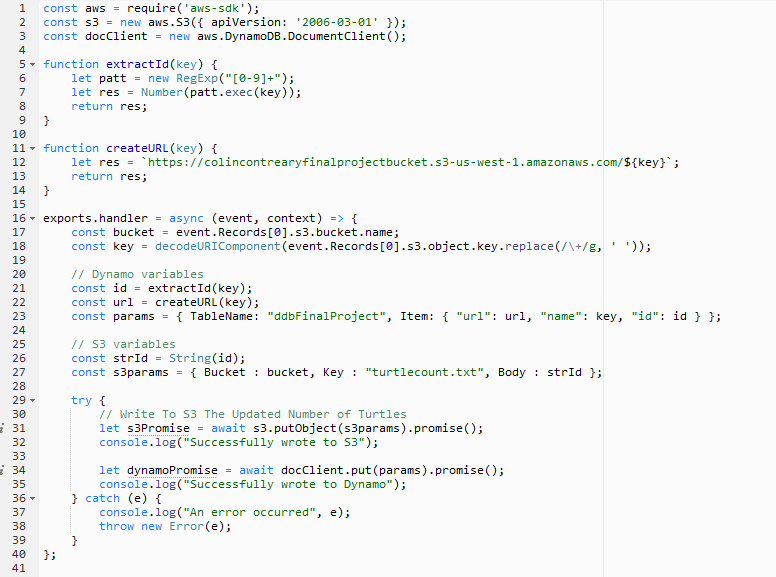 1 const aws = require('aws-sdk');
2 const s3 = new aws.S3({ apiVersion: '2006-03-01' });
3 const docClient = new aws.DynamoDB.DocumentClient();
4
5 function extractId(key) {
6     let patt = new RegExp("[0-9]+");
7     let res = Number(patt.exec(key));
8     return res;
9 }
10
11 function createURL(key) {
12     let res = `https://colincontrearyfinalprojectbucket.s3-us-west-1.amazonaws.com/${key}`;
13     return res;
14 }
15
16 exports.handler = async (event, context) => {
17     const bucket = event.Records[0].s3.bucket.name;
18     const key = decodeURIComponent(event.Records[0].s3.object.key.replace(/\+/g, ' '));
19
20     // Dynamo variables
21     const id = extractId(key);
22     const url = createURL(key);
23     const params = { TableName: "ddbFinalProject", Item: { "url": url, "name": key, "id": id } };
24
25     // S3 variables
26     const strId = String(id);
27     const s3params = { Bucket : bucket, Key : "turtlecount.txt", Body : strId };
28
29     try {
30         // Write To S3 The Updated Number of Turtles
31         let s3Promise = await s3.putObject(s3params).promise();
32         console.log("Successfully wrote to S3");
33
34         let dynamoPromise = await docClient.put(params).promise();
35         console.log("Successfully wrote to Dynamo");
36     } catch (e) {
37         console.log("An error occurred", e);
38         throw new Error(e);
39     }
40 };
41